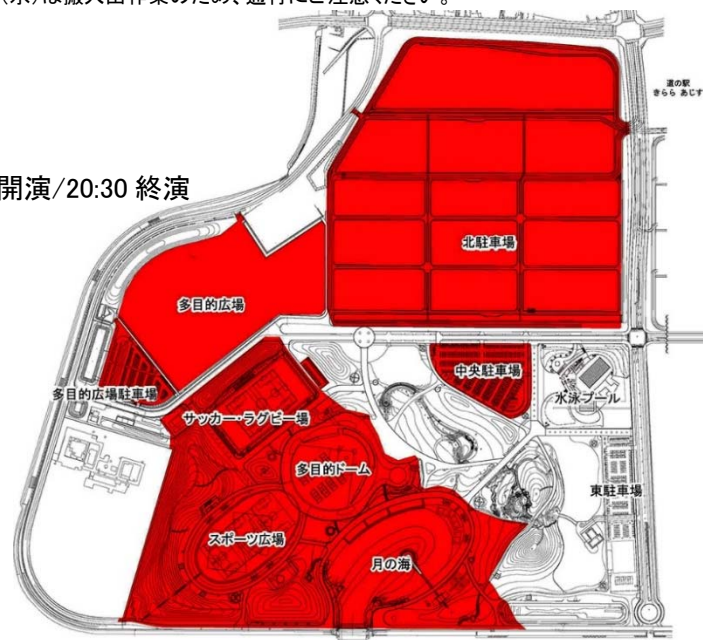 は搬入出作業のため、通行にご注意ください。
道の駅
きらら あじす
開演/20:30 終演
北駐車場
多目的広場
中央駐車場
多目的広場駐車場
水泳プール
サッカー・ラグビー場
多目的ドーム
東駐車場
スポーツ広場
月の海